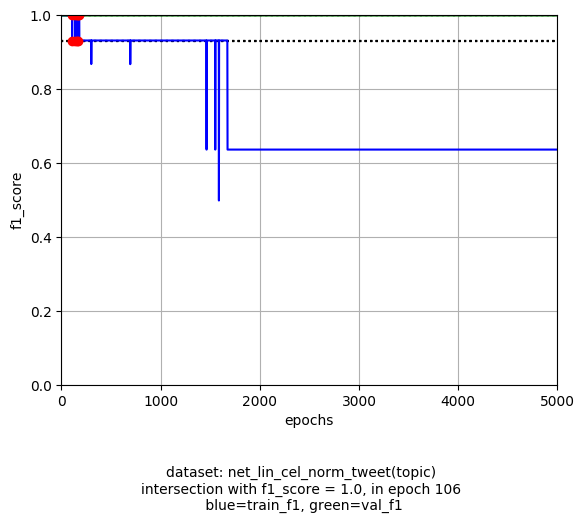 1.0
0.8
0.6
0.4
0.2
0.0
f1_score
0
1000
2000
3000
4000
5000
epochs
dataset: net_lin_cel_norm_tweet(topic)
intersection with f1_score = 1.0, in epoch 106
blue=train_f1, green=val_f1